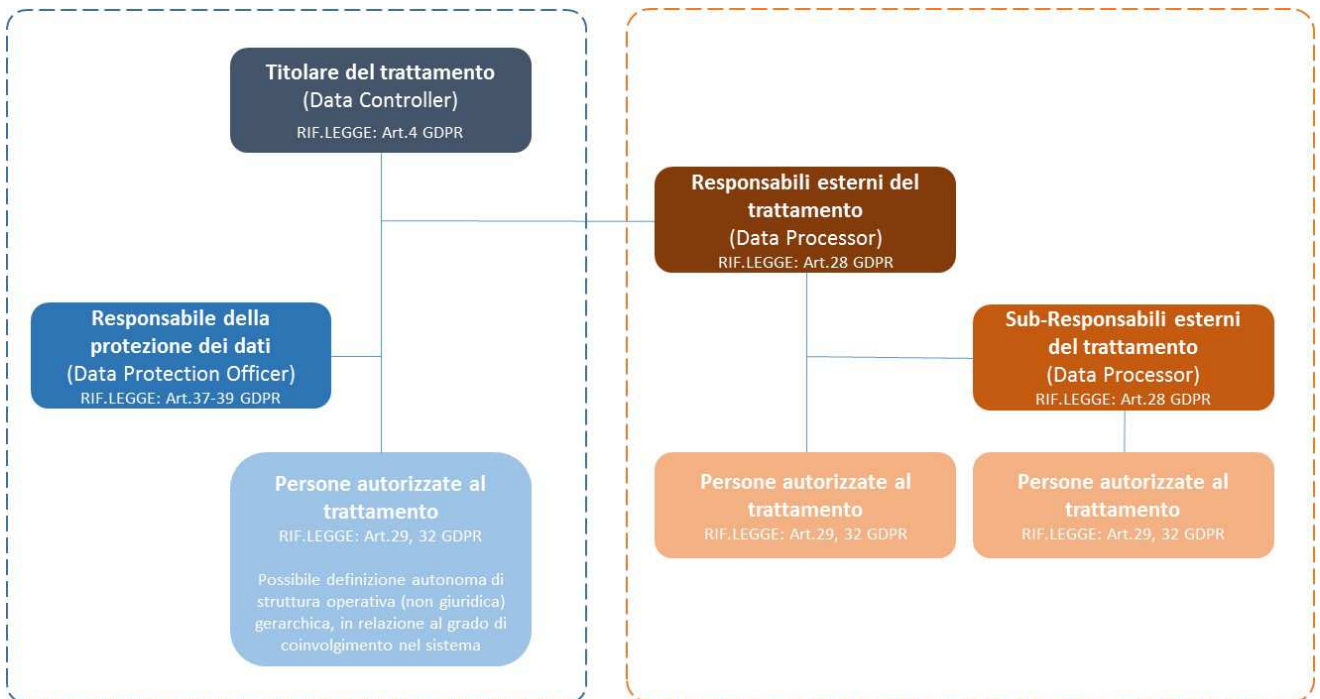 Titolare del trattamento
(Data Controller)
RIF.LEGGE: Art.4 GDPR
Responsabili esterni del
trattamento
(Data Processor)
RIF.LEGGE: Art.28 GDPR
Responsabile della
protezione dei dati
(Data Protection Officer)
RIF.LEGGE: Art.37-39 GDPR
Sub-Responsabili esterni
del trattamento
(Data Processor)
RIF.LEGGE: Art.28 GDPR
Persone autorizzate al
trattamento
RIF.LEGGE: Art.29, 32 GDPR
Possibile definizione autonoma di
struttura operativa (non giuridica)
gerarchica, in relazione al grado di
coinvolgimento nel sistema
Persone autorizzate al
trattamento
RIF.LEGGE: Art.29, 32 GDPR
Persone autorizzate al
trattamento
RIF.LEGGE: Art.29, 32 GDPR